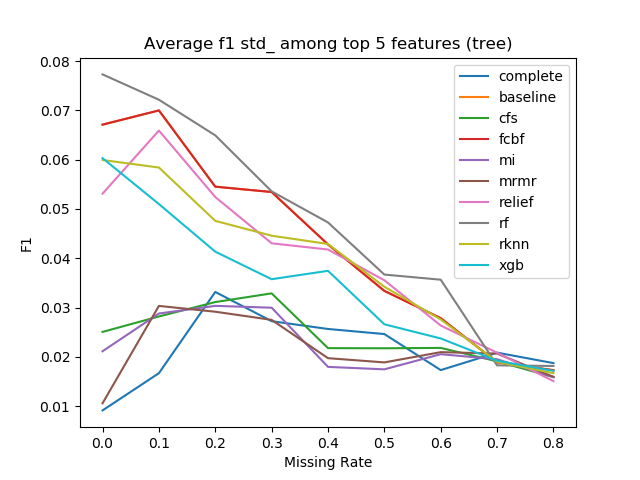 Average f1 std_ among top 5 features (tree)
0.08
0.07
0.06
0.05
0.04
0.03
0.02
0.01
F1
complete
baseline
cfs
fcbf
mi
mrmr
relief
rf
rknn
xgb
0.0 0.1 0.2 0.3 0.4 0.5 0.6 0.7 0.8
Missing Rate